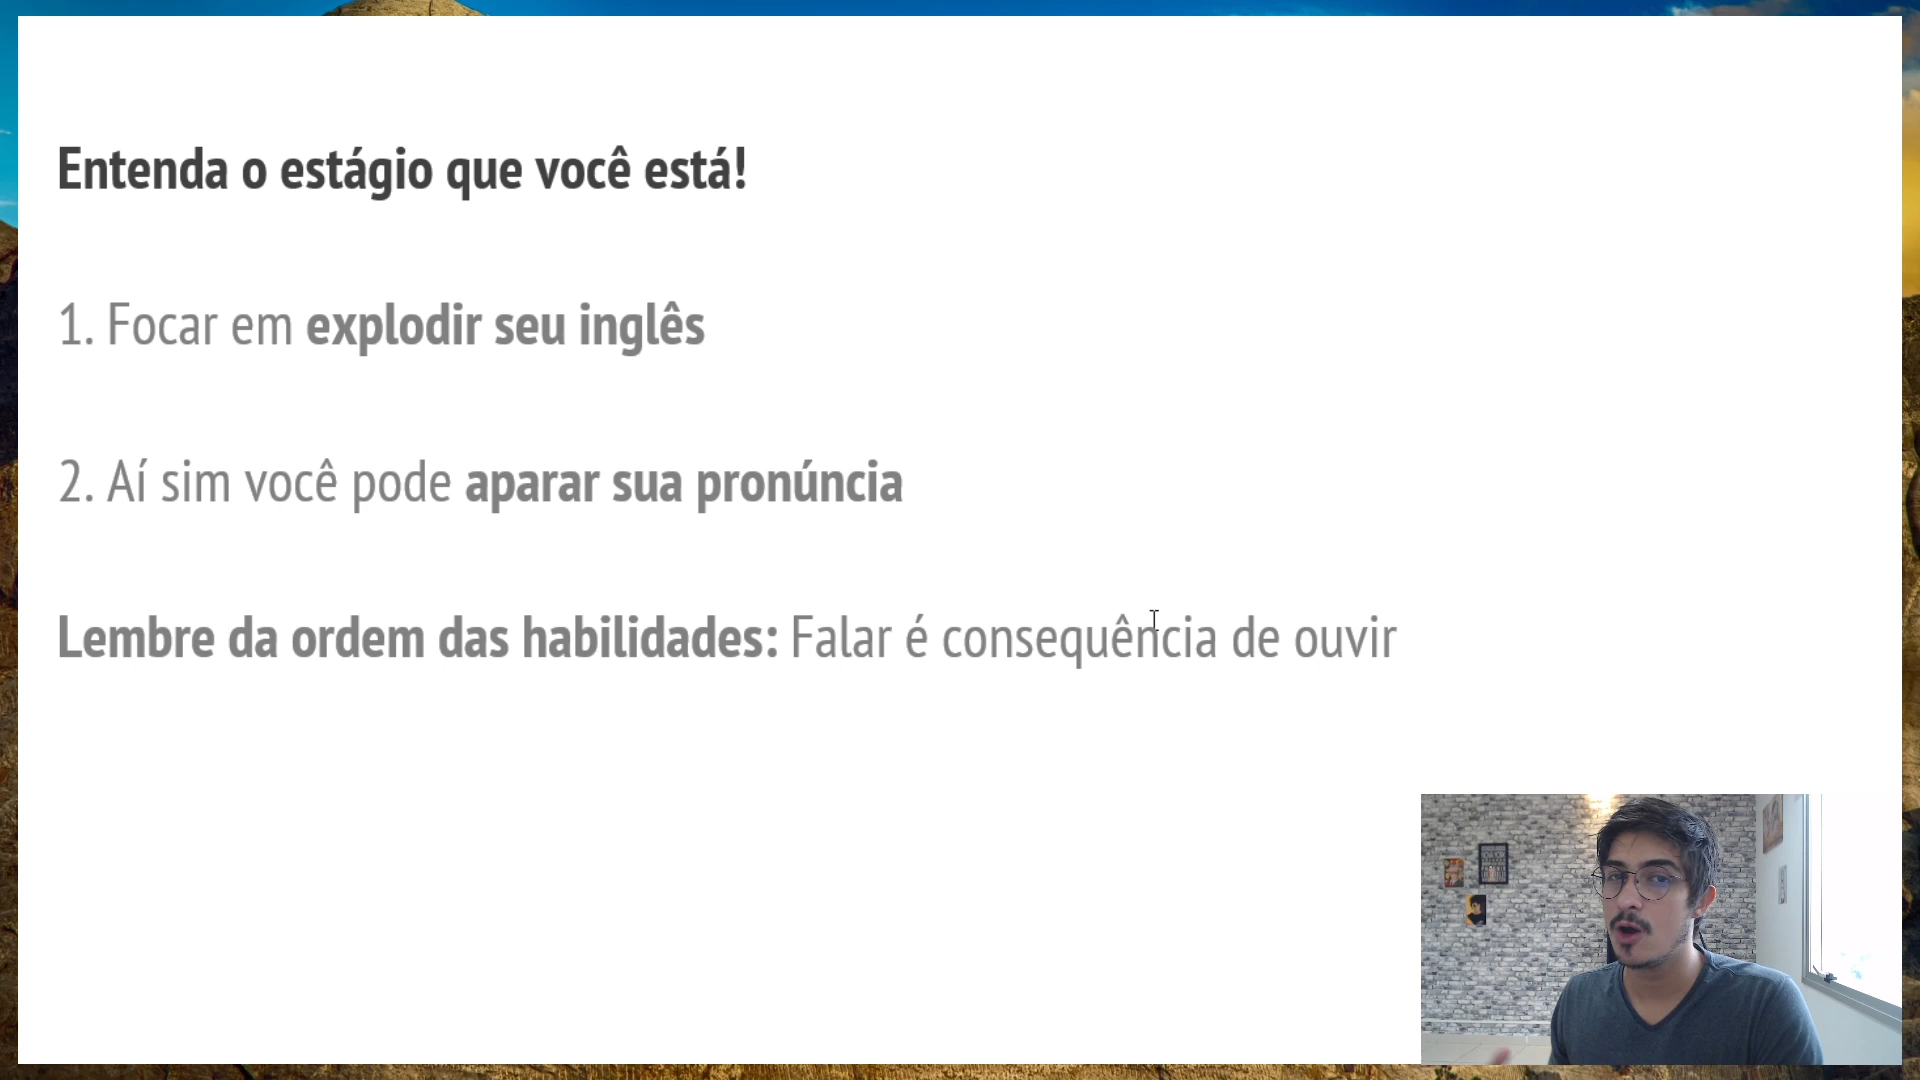 Entenda o estágio que você está!
1. Focar em explodir seu inglês
2. Aí sim você pode aparar sua pronúncia
Lembre da ordem das habilidades: Falar é consequência de ouvir